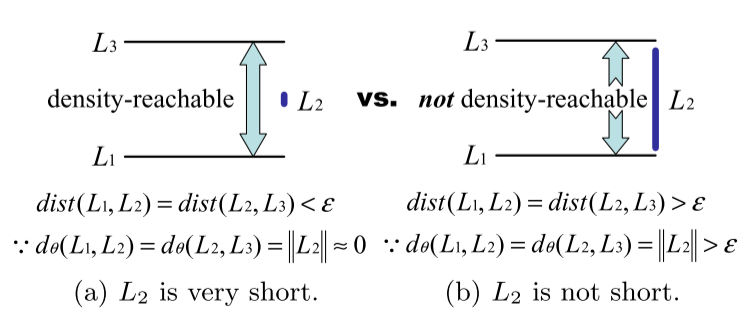 L₃ L₃
density-reachable L₂ vs. not density-reachable L₂
L₁ L₁
dist(L₁, L₂) = dist(L₂, L₃) < ε dist(L₁, L₂) = dist(L₂, L₃) > ε
∵ dθ(L₁, L₂) = dθ(L₂, L₃) = ‖L₂‖ ≈ 0 ∵ dθ(L₁, L₂) = dθ(L₂, L₃) = ‖L₂‖ > ε
(a) L₂ is very short. (b) L₂ is not short.